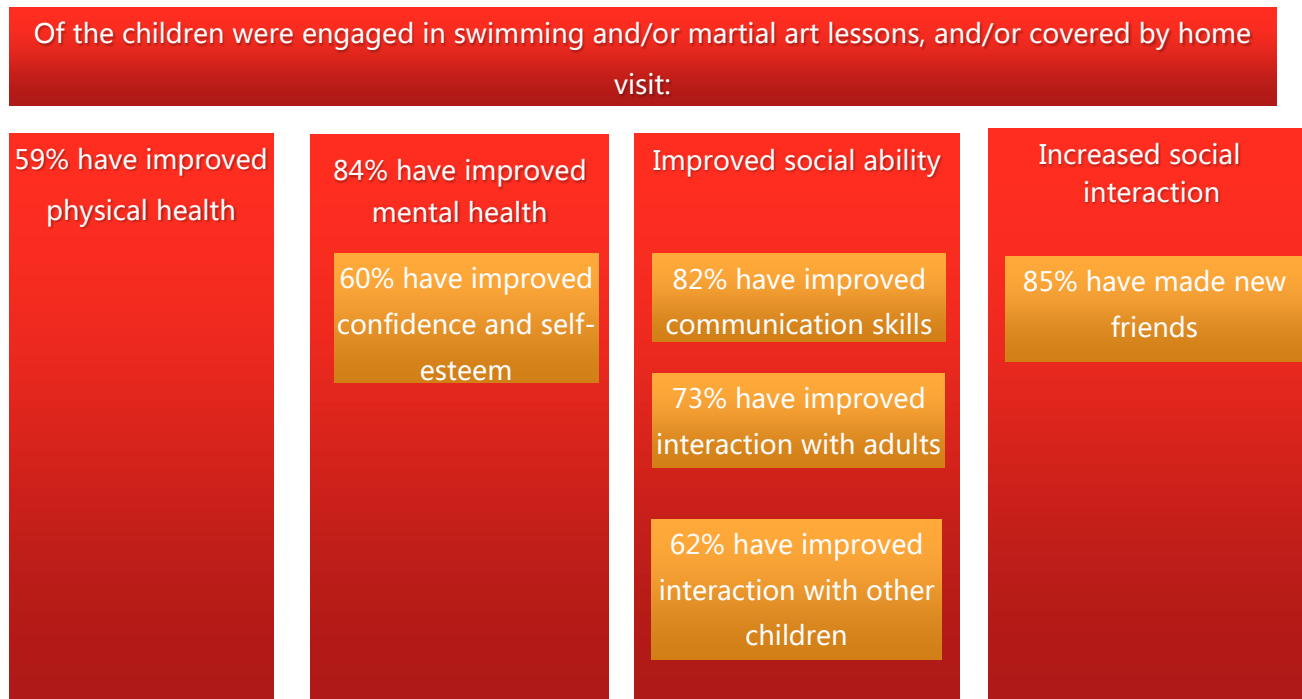 Of the children were engaged in swimming and/or martial art lessons, and/or covered by home
visit:
59% have improved
physical health
84% have improved
mental health
60% have improved
confidence and self-
esteem
Improved social ability
82% have improved
communication skills
73% have improved
interaction with adults
62% have improved
interaction with other
children
Increased social
interaction
85% have made new
friends